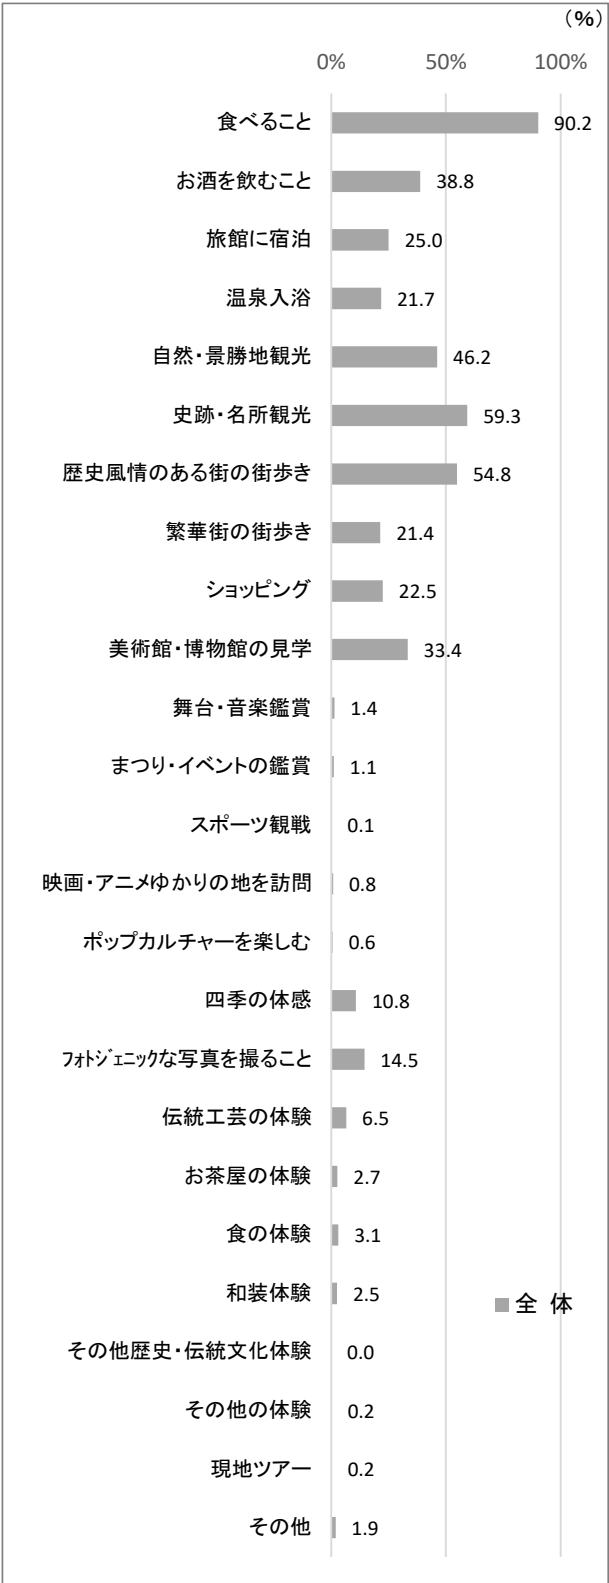 (%)
0% 50% 100%
食べること 90.2
お酒を飲むこと 38.8
旅館に宿泊 25.0
温泉入浴 21.7
自然・景勝地観光 46.2
史跡・名所観光 59.3
歴史風情のある街の街歩き 54.8
繁華街の街歩き 21.4
ショッピング 22.5
美術館・博物館の見学 33.4
舞台・音楽鑑賞 1.4
まつり・イベントの鑑賞 1.1
スポーツ観戦 0.1
映画・アニメゆかりの地を訪問 0.8
ポップカルチャーを楽しむ 0.6
四季の体感 10.8
ﾌｫﾄｼﾞｪﾆｯｸな写真を撮ること 14.5
伝統工芸の体験 6.5
お茶屋の体験 2.7
食の体験 3.1
和装体験 2.5
全 体
その他歴史・伝統文化体験 0.0
その他の体験 0.2
現地ツアー 0.2
その他 1.9